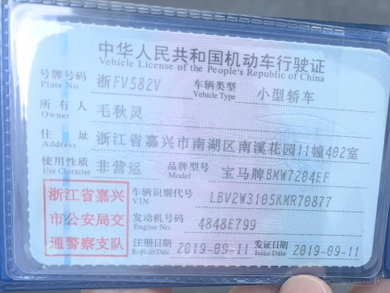 中华人民共和国机动车行驶证
Vehicle License of the People's Republic of China
号牌号码 浙FV582V 车辆类型 小型轿车
Plate No. Vehicle Type
所有人 毛秋灵
Owner
住址 浙江省嘉兴市南湖区南溪花园11幢402室
Address
使用性质 非营运 品牌型号 宝马牌BMW7204EF
Use Character Model
浙江省嘉兴 车辆识别代号 LBV2W3105KMR70877
VIN
市公安局交 发动机号码 4848E799
Engine No.
通警察支队 注册日期 2019-09-11 发证日期 2019-09-11
Register Date Issue Date